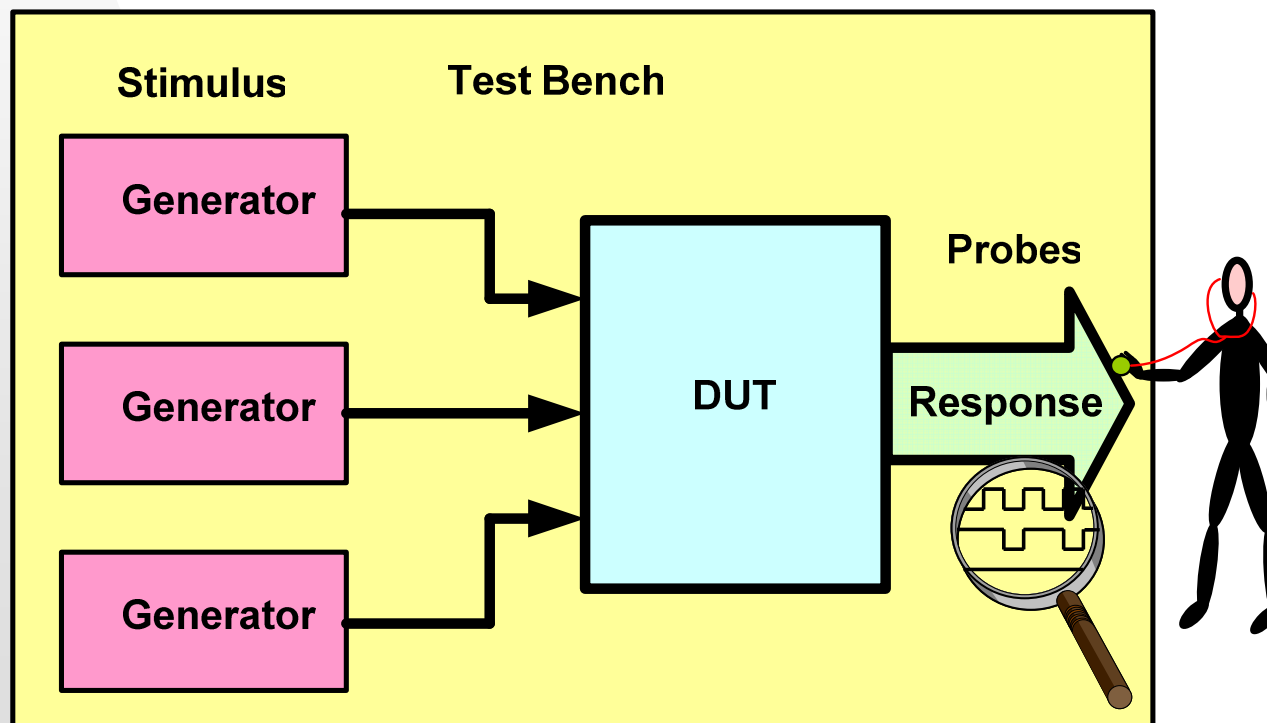 Stimulus
Test Bench
Generator
Generator
Generator
DUT
Probes
Response